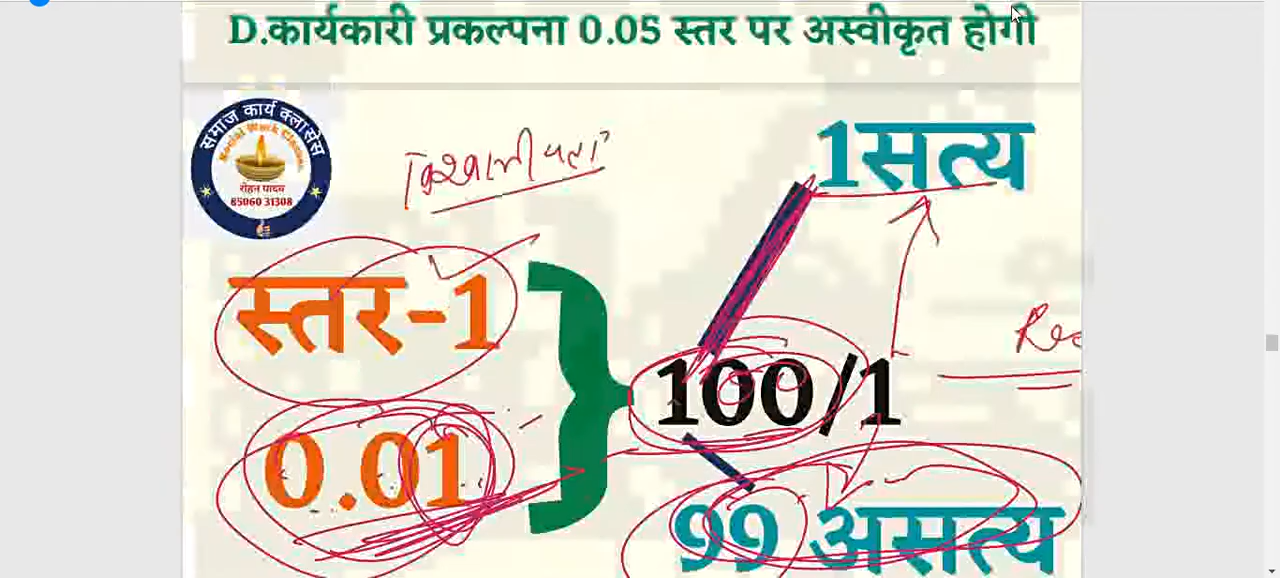 D.कार्यकारी प्रकल्पना 0.05 स्तर पर अस्वीकृत होगी
समाज कार्य क्लासेस
Social Work Classes
रोहन यादव
85060 31308
1सत्य
स्तर-1
100/1
0.01
99 असत्य